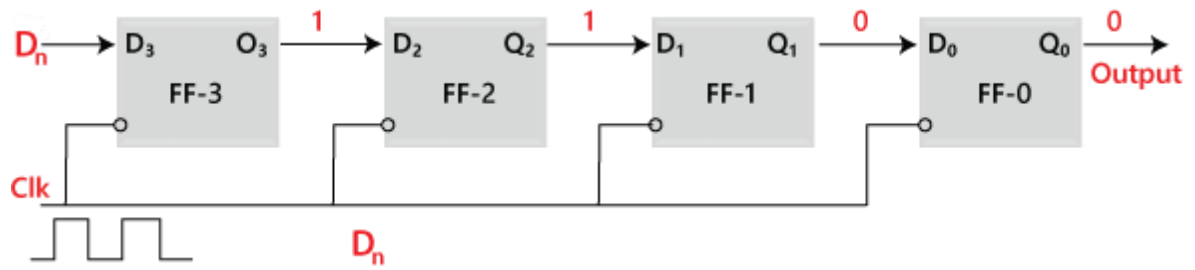 Dₙ D₃ O₃ 1 D₂ Q₂ 1 D₁ Q₁ 0 D₀ Q₀ 0
FF-3 FF-2 FF-1 FF-0 Output
Clk
Dₙ